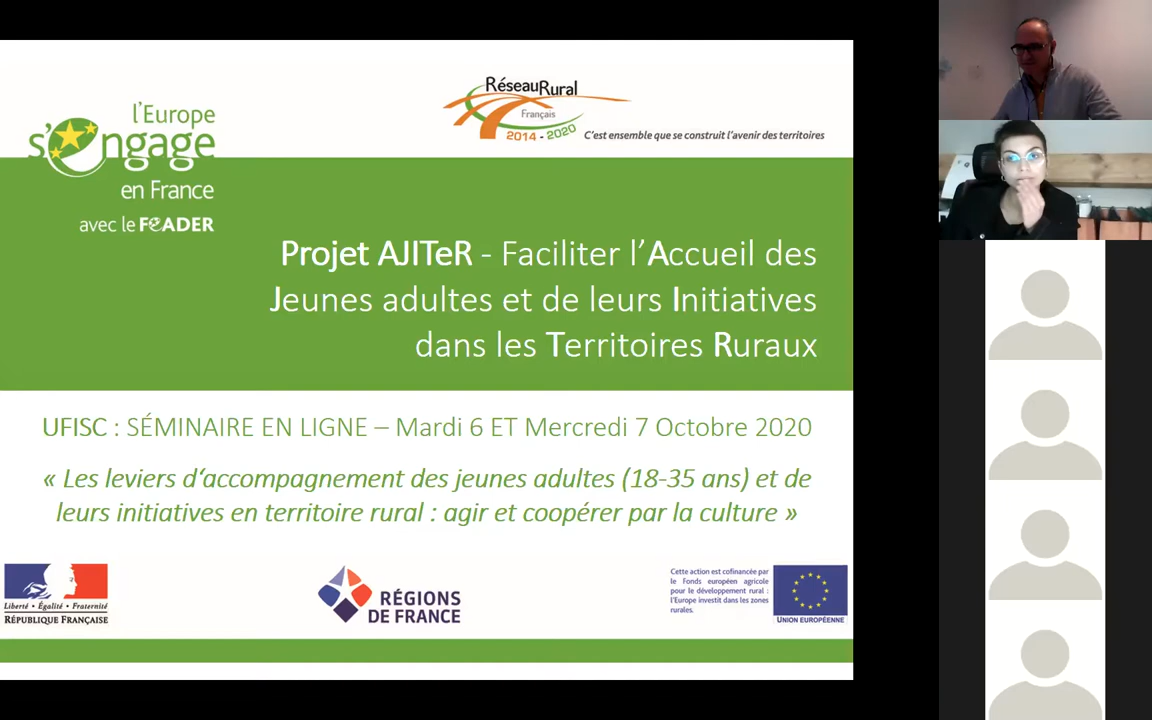 l'Europe
s'engage
en France
avec le FEADER
RéseauRural
Français
2014 - 2020
C'est ensemble que se construit l'avenir des territoires
Projet AJITeR - Faciliter l'Accueil des
Jeunes adultes et de leurs Initiatives
dans les Territoires Ruraux
UFISC : SÉMINAIRE EN LIGNE – Mardi 6 ET Mercredi 7 Octobre 2020
« Les leviers d'accompagnement des jeunes adultes (18-35 ans) et de
leurs initiatives en territoire rural : agir et coopérer par la culture »
Liberté • Égalité • Fraternité
RÉPUBLIQUE FRANÇAISE
RÉGIONS
DE FRANCE
Cette action est cofinancée par
le Fonds européen agricole
pour le développement rural :
l'Europe investit dans les zones
rurales.
UNION EUROPÉENNE